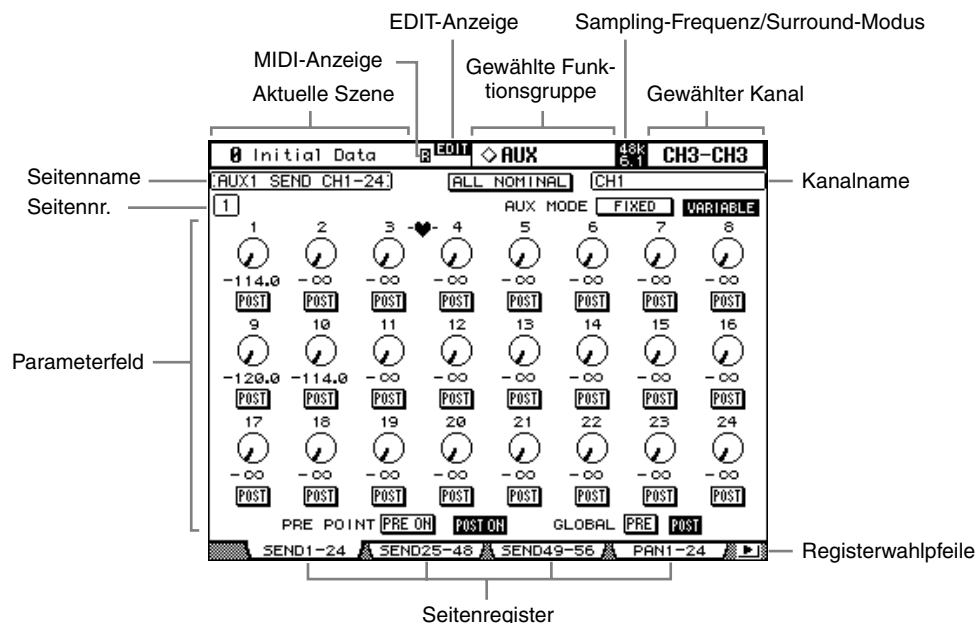 EDIT-Anzeige
Sampling-Frequenz/Surround-Modus
MIDI-Anzeige
Gewählte Funk-
tionsgruppe
Aktuelle Szene
Gewählter Kanal
0 Initial Data R EDIT AUX 48k 6.1 CH3-CH3
Seitenname
AUX1 SEND CH1-24 ALL NOMINAL CH1
Kanalname
Seitennr.
1 AUX MODE FIXED VARIABLE
1 2 3 4 5 6 7 8
-114.0 -∞ -∞ -∞ -∞ -∞ -∞ -∞
POST POST POST POST POST POST POST POST
9 10 11 12 13 14 15 16
Parameterfeld
-120.0 -114.0 -∞ -∞ -∞ -∞ -∞ -∞
POST POST POST POST POST POST POST POST
17 18 19 20 21 22 23 24
-∞ -∞ -∞ -∞ -∞ -∞ -∞ -∞
POST POST POST POST POST POST POST POST
PRE POINT PRE ON POST ON GLOBAL PRE POST
SEND1-24 SEND25-48 SEND49-56 PAN1-24
Registerwahlpfeile
Seitenregister